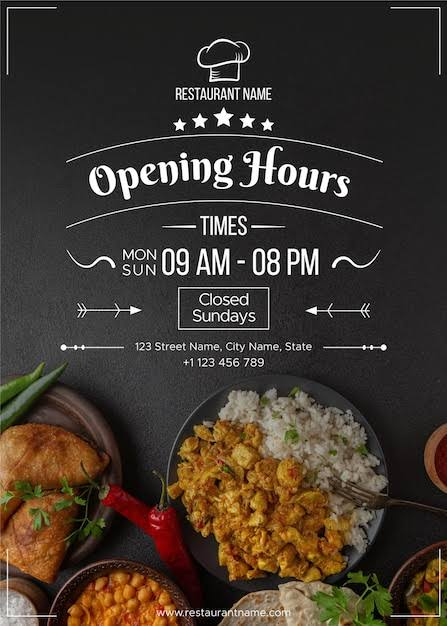 RESTAURANT NAME
Opening Hours
TIMES
MON
SUN
09 AM - 08 PM
Closed
Sundays
123 Street Name, City Name, State
+1 123 456 789
www.restaurantname.com